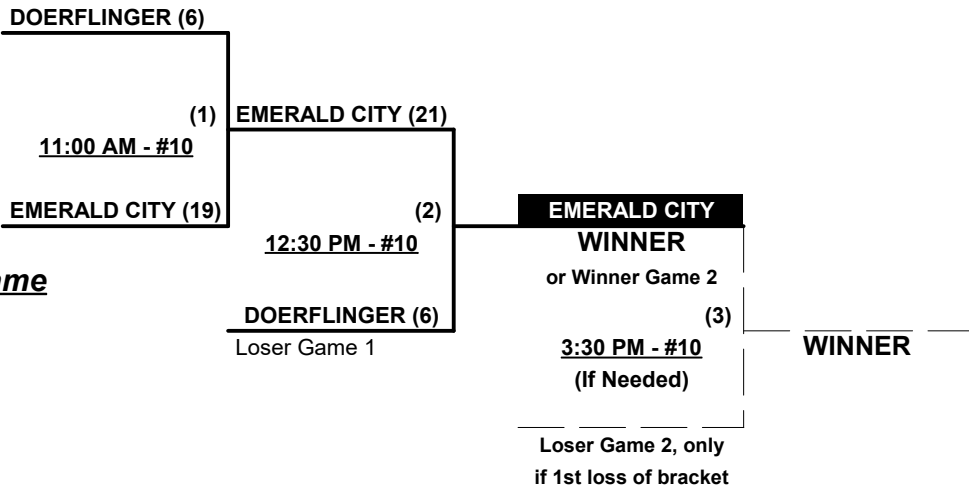 DOERFLINGER (6)
(1)
EMERALD CITY (21)
11:00 AM - #10
EMERALD CITY (19)
(2)
EMERALD CITY
12:30 PM - #10
WINNER
or Winner Game 2
DOERFLINGER (6)
(3)
Loser Game 1
3:30 PM - #10
WINNER
(If Needed)
Loser Game 2, only
if 1st loss of bracket